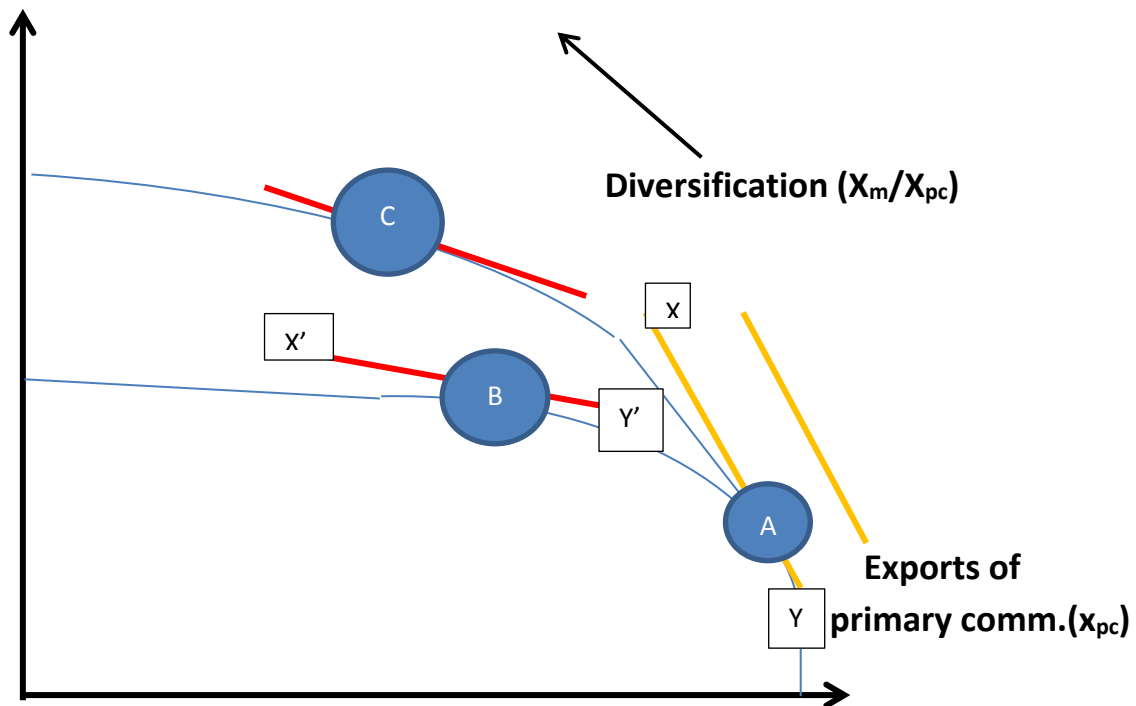 Diversification (Xm/Xpc)
C
x
X’
B
Y’
A
Exports of
Y
primary comm.(xpc)